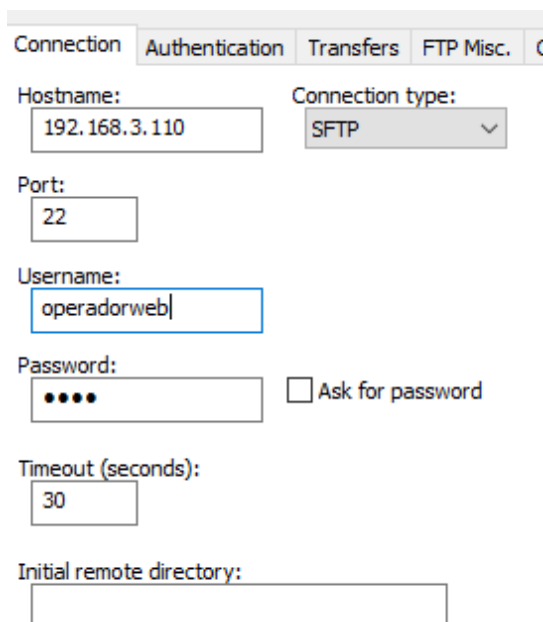 Connection Authentication Transfers FTP Misc.
Hostname: Connection type:
192.168.3.110 SFTP
Port:
22
Username:
operadorweb
Password:
•••• Ask for password
Timeout (seconds):
30
Initial remote directory: